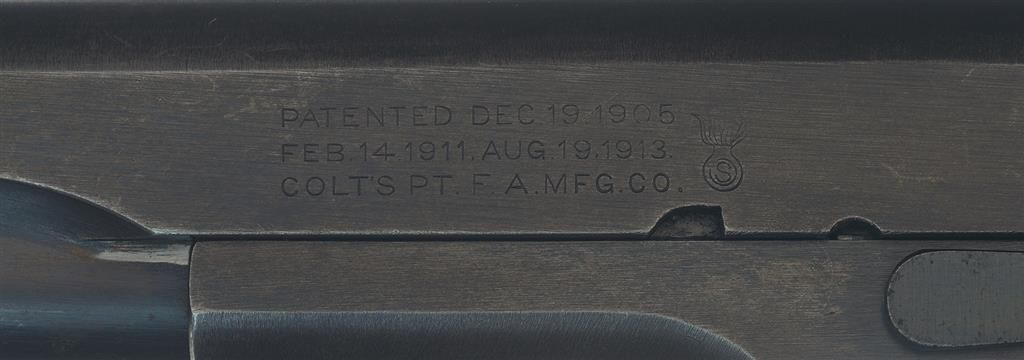 PATENTED DEC.19.1905
FEB.14.1911.AUG.19.1913.
COLT'S PT. F. A.MFG.CO.
S